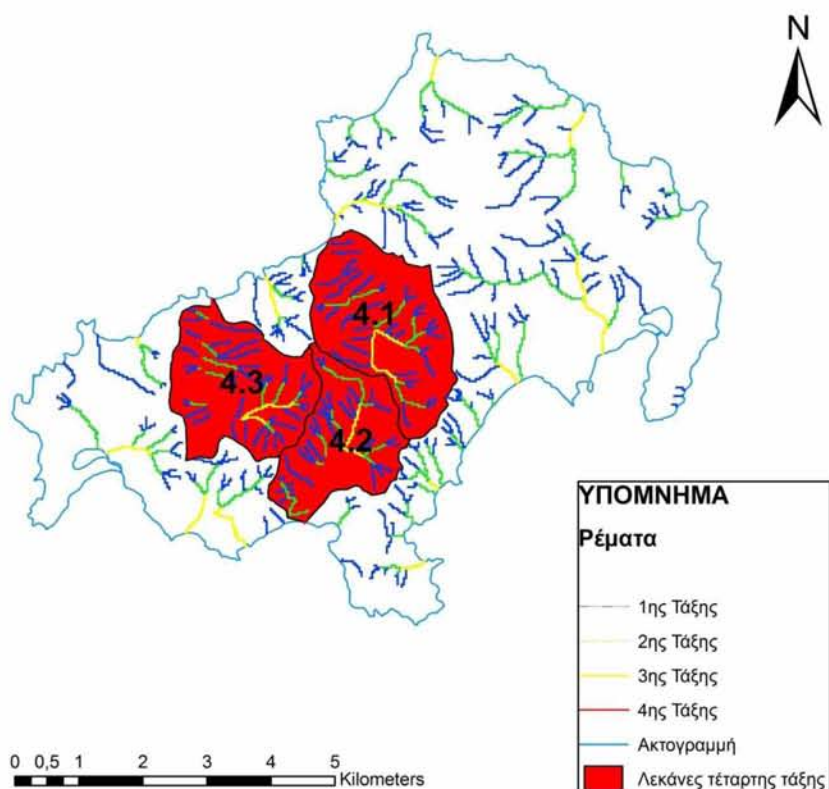 N
4.1
4.3
4.2
ΥΠΟΜΝΗΜΑ
Ρέματα
1ης Τάξης
2ης Τάξης
3ης Τάξης
4ης Τάξης
Ακτογραμμή
Λεκάνες τέταρτης τάξης
0 0,5 1 2 3 4 5
Kilometers